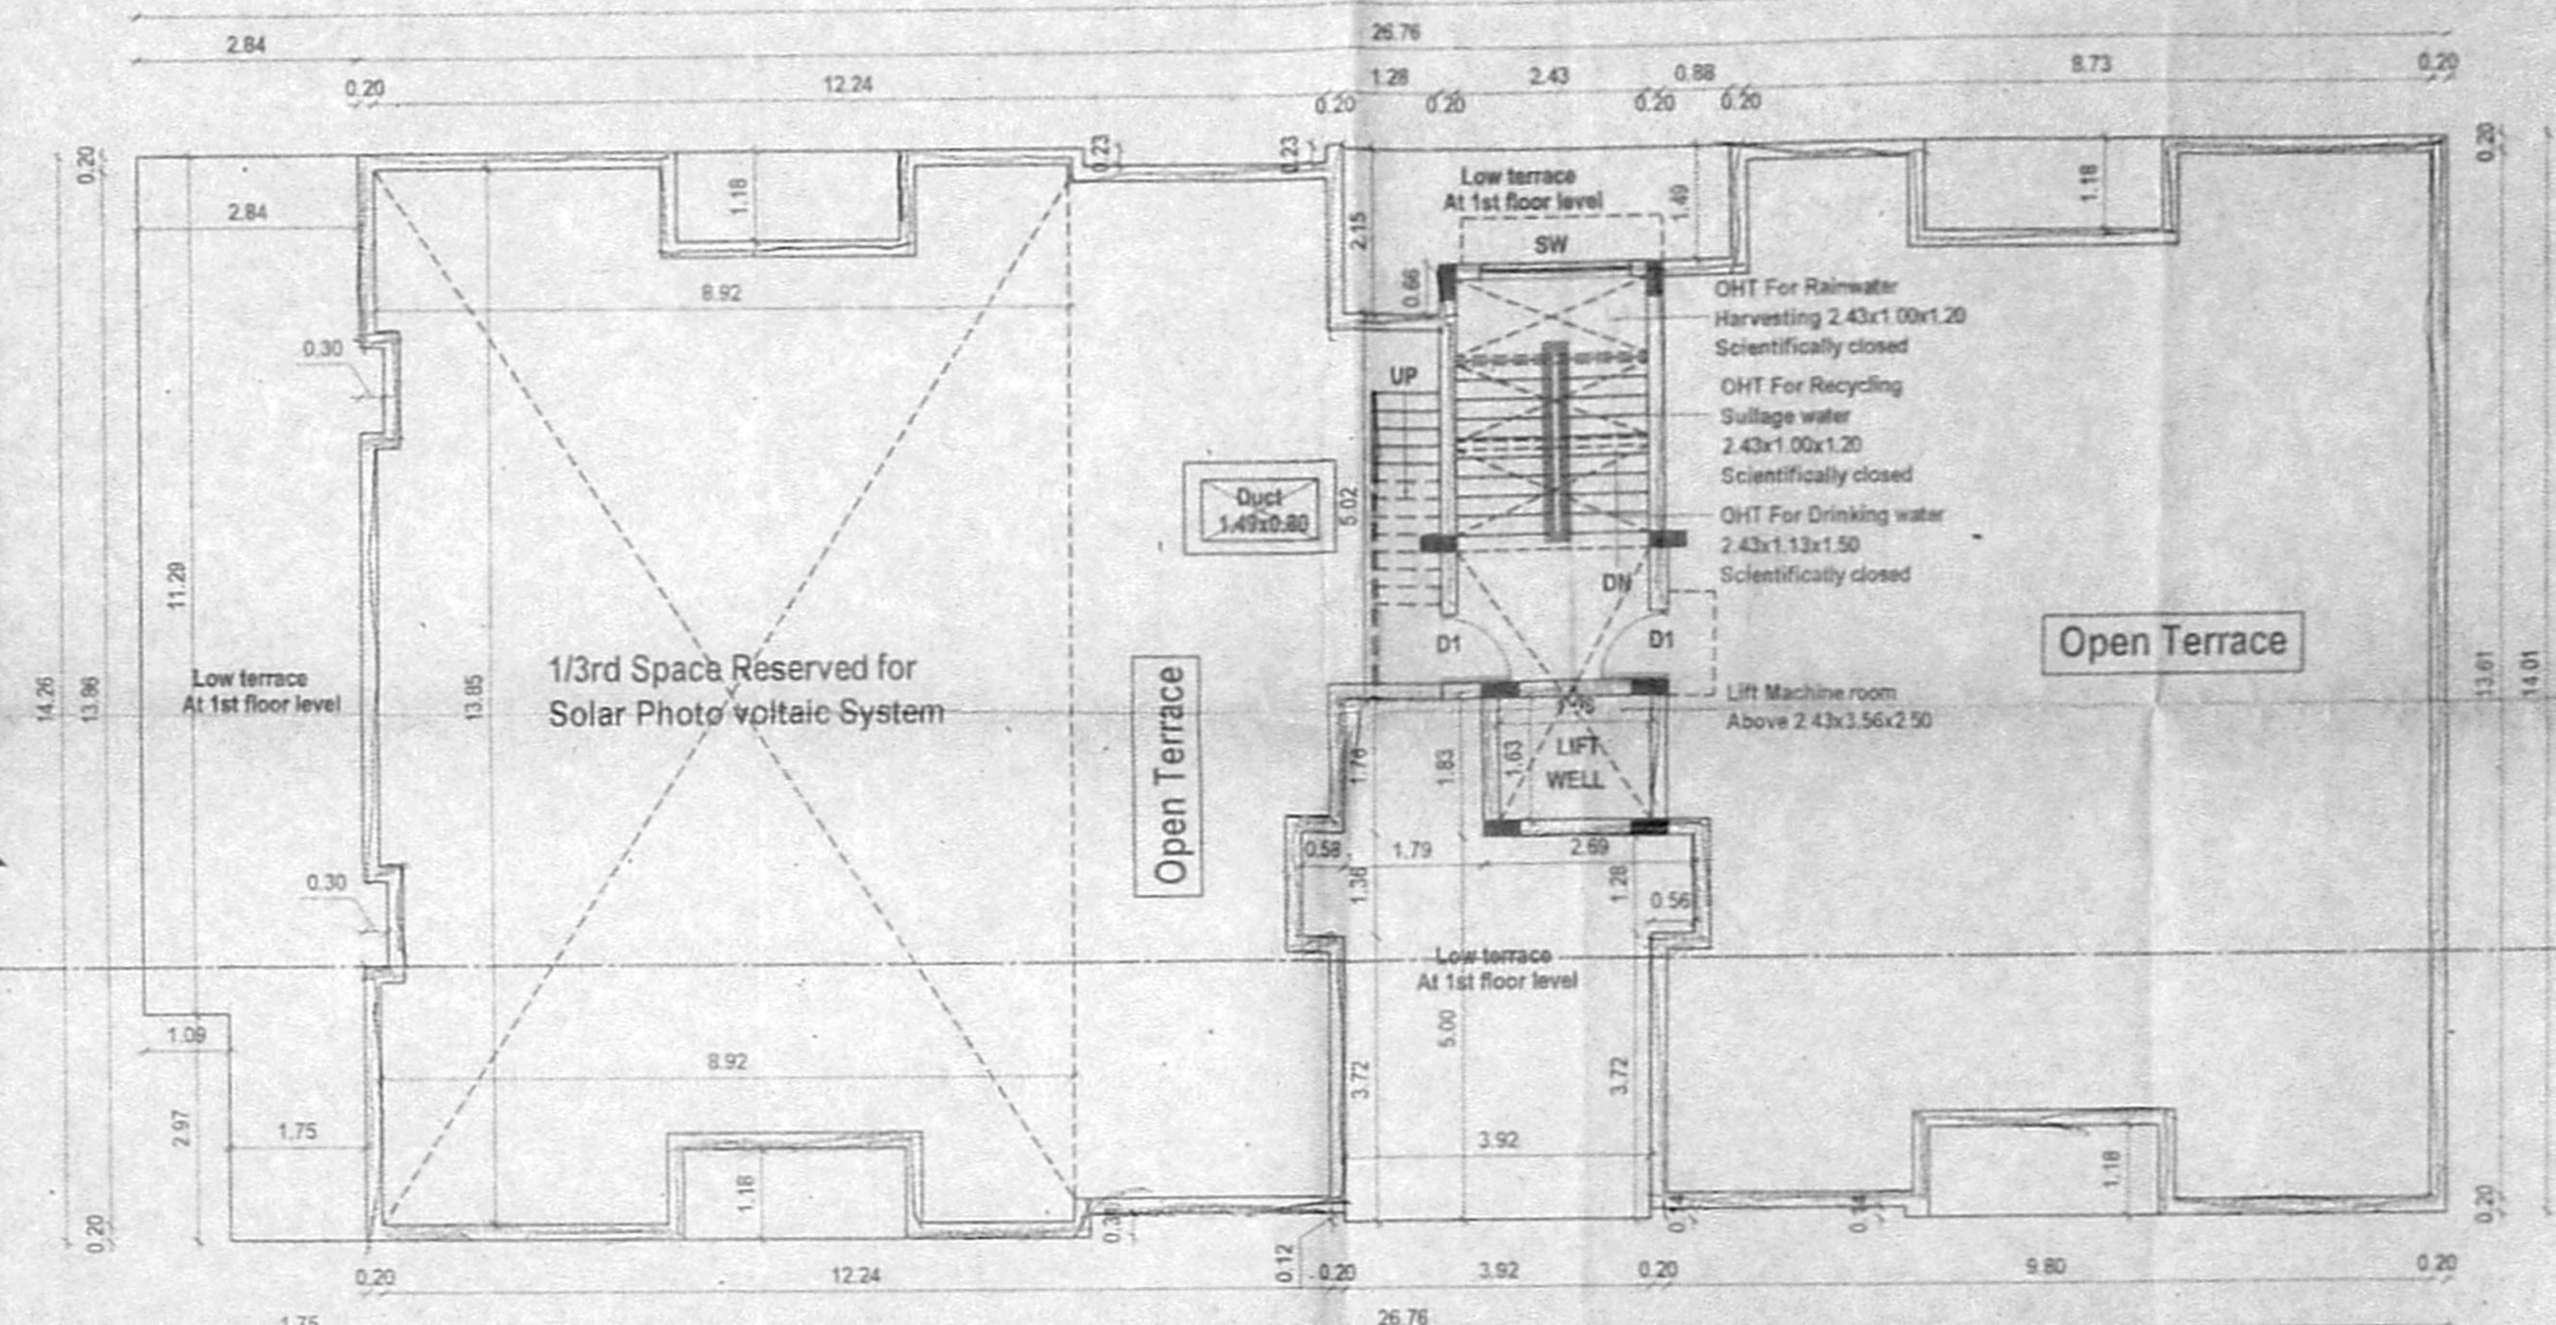 26.76
2.84
0.20
12.24
0.20
1.28
0.20
2.43
0.20
0.88
0.20
8.73
0.20
0.20
0.23
0.23
0.20
2.84
1.18
2.15
Low terrace
At 1st floor level
1.49
1.18
SW
0.66
8.92
OHT For Rainwater
Harvesting 2.43x1.00x1.20
Scientifically closed
0.30
UP
OHT For Recycling
Sullage water
2.43x1.00x1.20
Scientifically closed
Duct
1.49x0.80
5.02
OHT For Drinking water
2.43x1.13x1.50
Scientifically closed
11.29
DN
D1
D1
Open Terrace
1/3rd Space Reserved for
Solar Photo voltaic System
Low terrace
At 1st floor level
14.26
13.96
13.85
Open Terrace
Lift Machine room
Above 2.43x3.56x2.50
13.61
14.01
1.76
1.83
1.63
LIFT
WELL
0.58
1.79
2.69
1.36
1.28
0.56
0.30
Low terrace
At 1st floor level
1.09
5.00
8.92
3.72
3.72
2.97
1.75
3.92
1.18
1.18
0.20
0.14
0.14
0.20
0.12
0.20
12.24
0.20
3.92
0.20
9.80
0.20
26.76
1.75